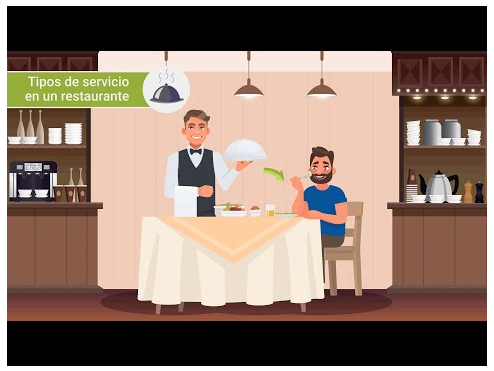 Tipos de servicio
en un restaurante